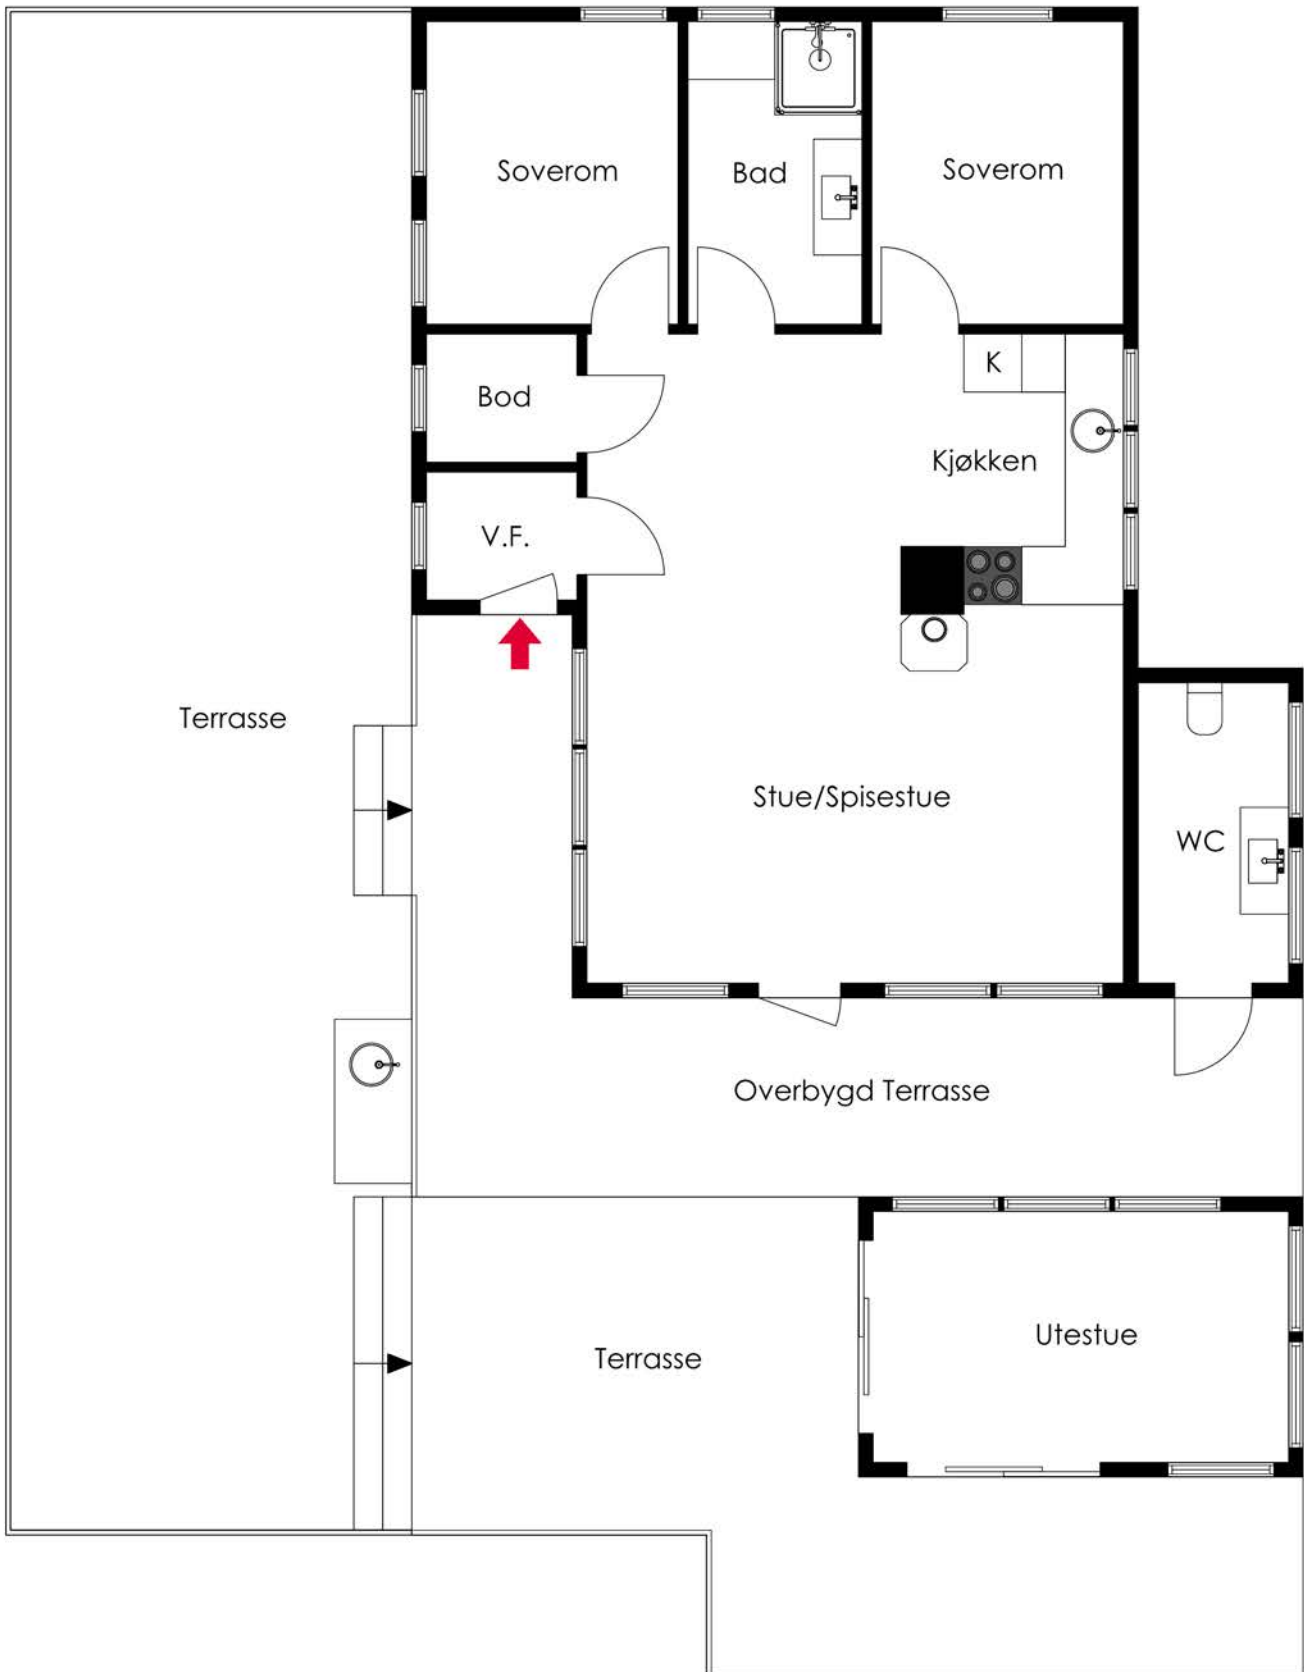 Soverom
Bad
Soverom
K
Bod
Kjøkken
V.F.
Terrasse
Stue/Spisestue
WC
Overbygd Terrasse
Utestue
Terrasse